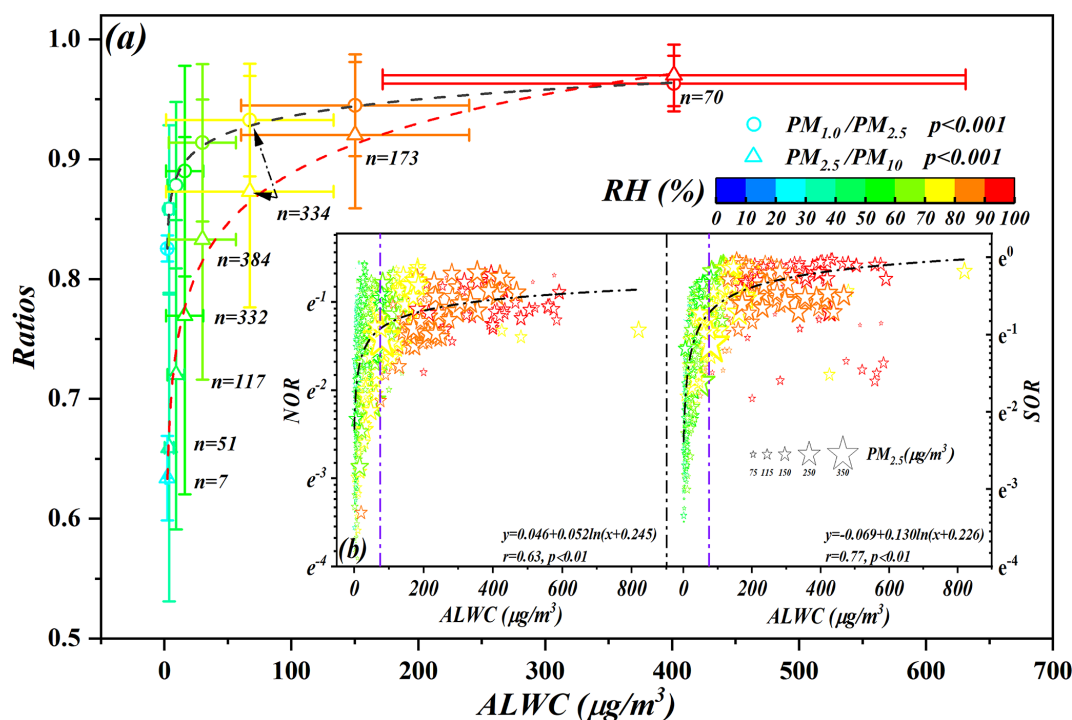 (a)
Ratios
1.0
0.9
0.8
0.7
0.6
0.5
0
100
200
300
400
500
600
700
ALWC (μg/m³)
n=70
n=173
n=334
n=384
n=332
n=117
n=51
n=7
PM1.0/PM2.5 p<0.001
PM2.5/PM10 p<0.001
RH (%)
0 10 20 30 40 50 60 70 80 90 100
(b)
NOR
e⁻¹
e⁻²
e⁻³
e⁻⁴
y=0.046+0.052ln(x+0.245)
r=0.63, p<0.01
0 200 400 600 800
ALWC (μg/m³)
SOR
e⁰
e⁻¹
e⁻²
e⁻³
e⁻⁴
PM2.5(μg/m³)
75 115 150 250 350
y=-0.069+0.130ln(x+0.226)
r=0.77, p<0.01
0 200 400 600 800
ALWC (μg/m³)